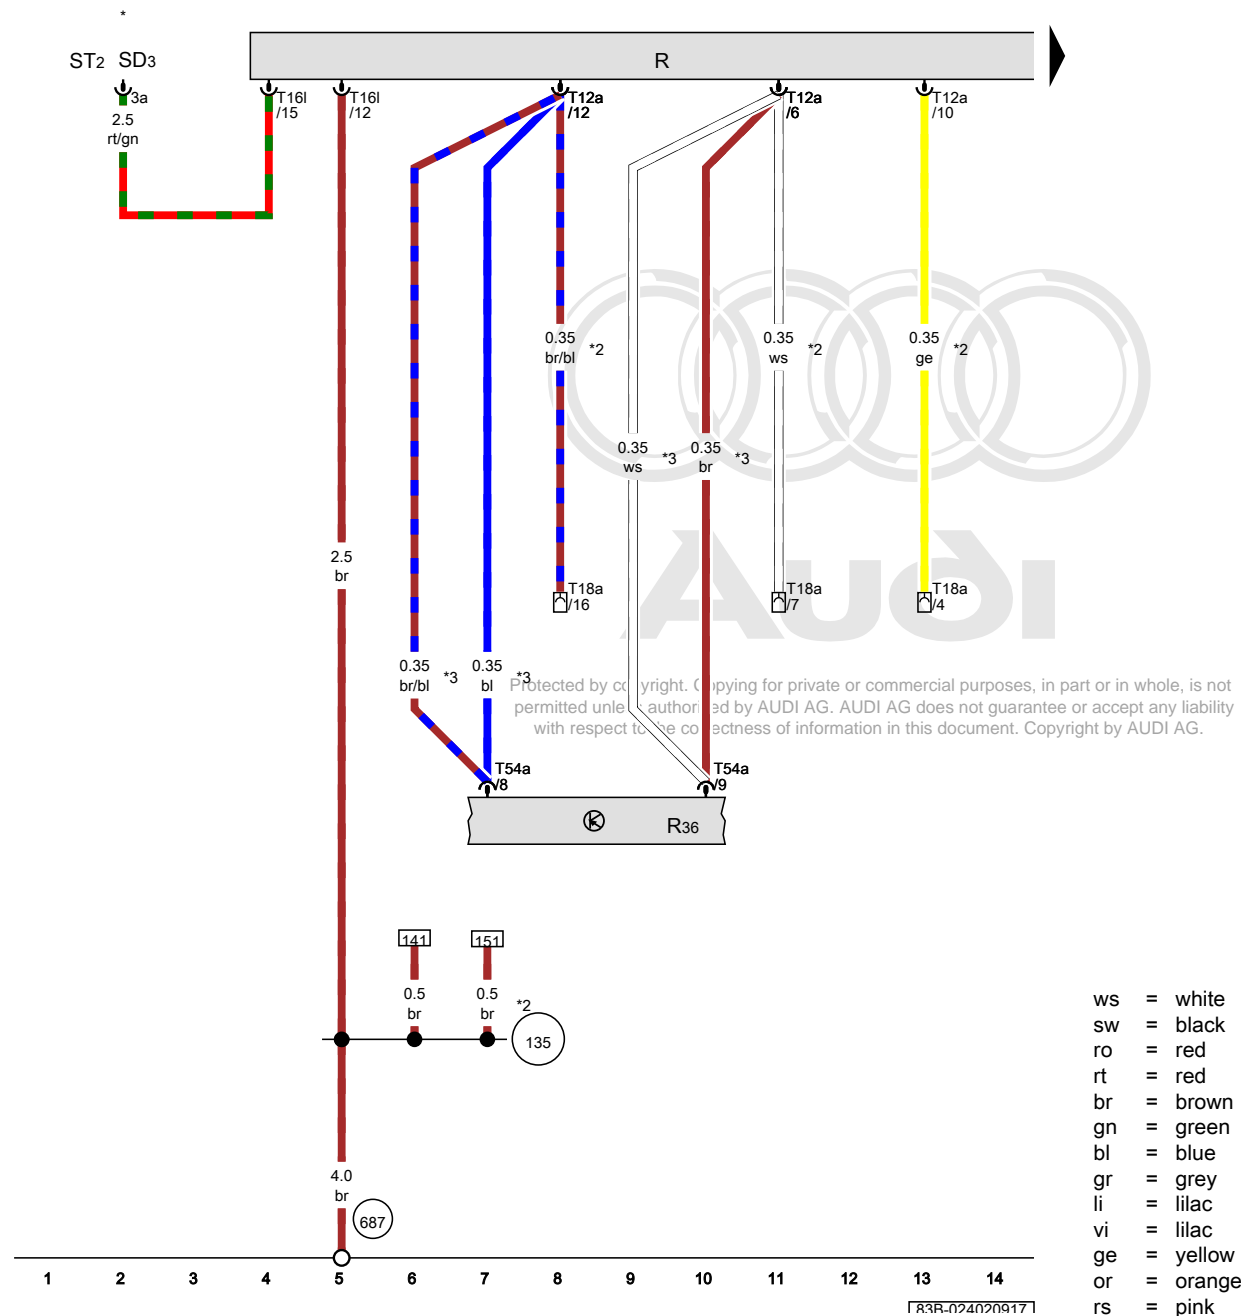 *
ST2 SD3
R
3a
2.5
rt/gn
T16l
/15
T16l
/12
T12a
/12
T12a
/6
T12a
/10
0.35
br/bl
*2
0.35
ws
*2
0.35
ge
*2
0.35
ws
*3
0.35
br
*3
2.5
br
T18a
/16
T18a
/7
T18a
/4
AUDI
0.35
br/bl
*3
0.35
bl
*3
Protected by copyright. Copying for private or commercial purposes, in part or in whole, is not
permitted unless authorised by AUDI AG. AUDI AG does not guarantee or accept any liability
with respect to the correctness of information in this document. Copyright by AUDI AG.
T54a
/8
T54a
/9
R36
141
151
0.5
br
0.5
br
*2
135
4.0
br
687
ws = white
sw = black
ro = red
rt = red
br = brown
gn = green
bl = blue
gr = grey
li = lilac
vi = lilac
ge = yellow
or = orange
rs = pink
1 2 3 4 5 6 7 8 9 10 11 12 13 14
83B-024020917